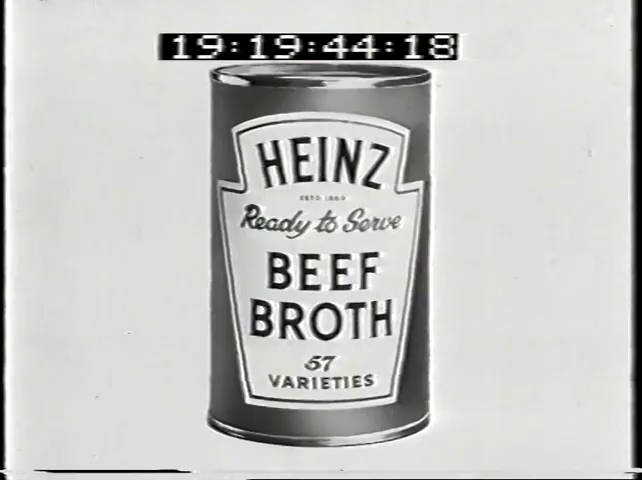 19:19:44:18
HEINZ
ESTD 1869
Ready to Serve
BEEF
BROTH
57
VARIETIES